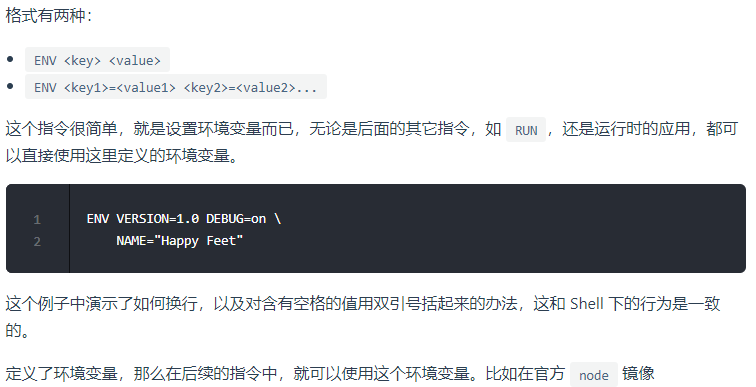 格式有两种：
ENV <key> <value>
ENV <key1>=<value1> <key2>=<value2>...
这个指令很简单，就是设置环境变量而已，无论是后面的其它指令，如 RUN，还是运行时的应用，都可
以直接使用这里定义的环境变量。
1 ENV VERSION=1.0 DEBUG=on \
2     NAME="Happy Feet"
这个例子中演示了如何换行，以及对含有空格的值用双引号括起来的办法，这和 Shell 下的行为是一致
的。
定义了环境变量，那么在后续的指令中，就可以使用这个环境变量。比如在官方 node 镜像